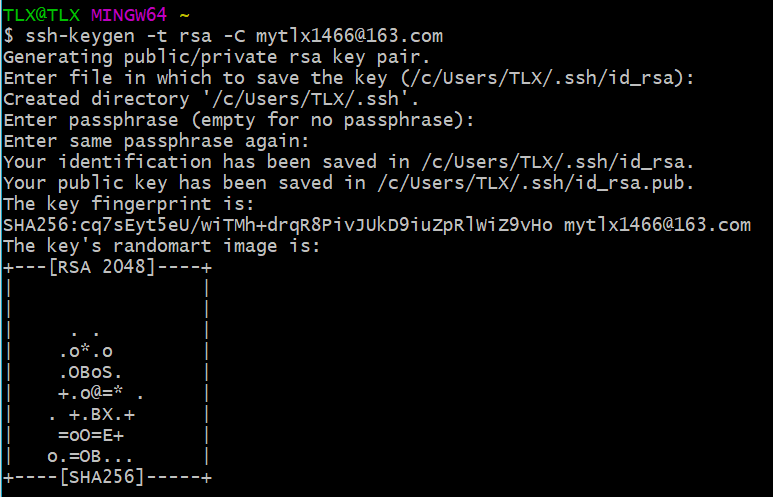 TLX@TLX MINGW64 ~
$ ssh-keygen -t rsa -C mytlx1466@163.com
Generating public/private rsa key pair.
Enter file in which to save the key (/c/Users/TLX/.ssh/id_rsa):
Created directory '/c/Users/TLX/.ssh'.
Enter passphrase (empty for no passphrase):
Enter same passphrase again:
Your identification has been saved in /c/Users/TLX/.ssh/id_rsa.
Your public key has been saved in /c/Users/TLX/.ssh/id_rsa.pub.
The key fingerprint is:
SHA256:cq7sEyt5eU/wiTMh+drqR8PivJUkD9iuZpRlWiZ9vHo mytlx1466@163.com
The key's randomart image is:
+---[RSA 2048]----+
|                 |
|                 |
|     . .         |
|    .o*.o        |
|    .OBoS.       |
|    +.o@=* .     |
|   . +.BX.+      |
|    =oO=E+       |
|   o.=OB...      |
+----[SHA256]-----+